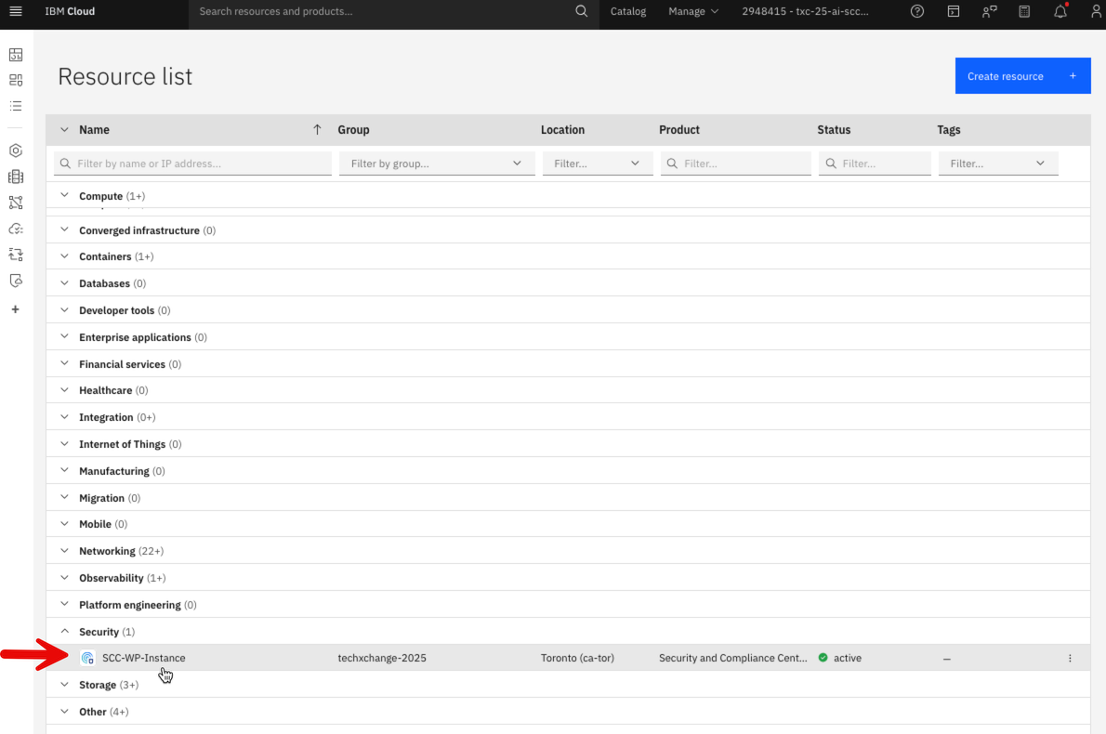 IBM Cloud
Search resources and products...
Catalog
Manage
2948415 - txc-25-ai-scc...
Resource list
Create resource +
Name Group Location Product Status Tags
Filter by name or IP address... Filter by group... Filter... Filter... Filter... Filter...
Compute (1+)
Converged infrastructure (0)
Containers (1+)
Databases (0)
Developer tools (0)
Enterprise applications (0)
Financial services (0)
Healthcare (0)
Integration (0+)
Internet of Things (0)
Manufacturing (0)
Migration (0)
Mobile (0)
Networking (22+)
Observability (1+)
Platform engineering (0)
Security (1)
SCC-WP-Instance techxchange-2025 Toronto (ca-tor) Security and Compliance Cent... active –
Storage (3+)
Other (4+)